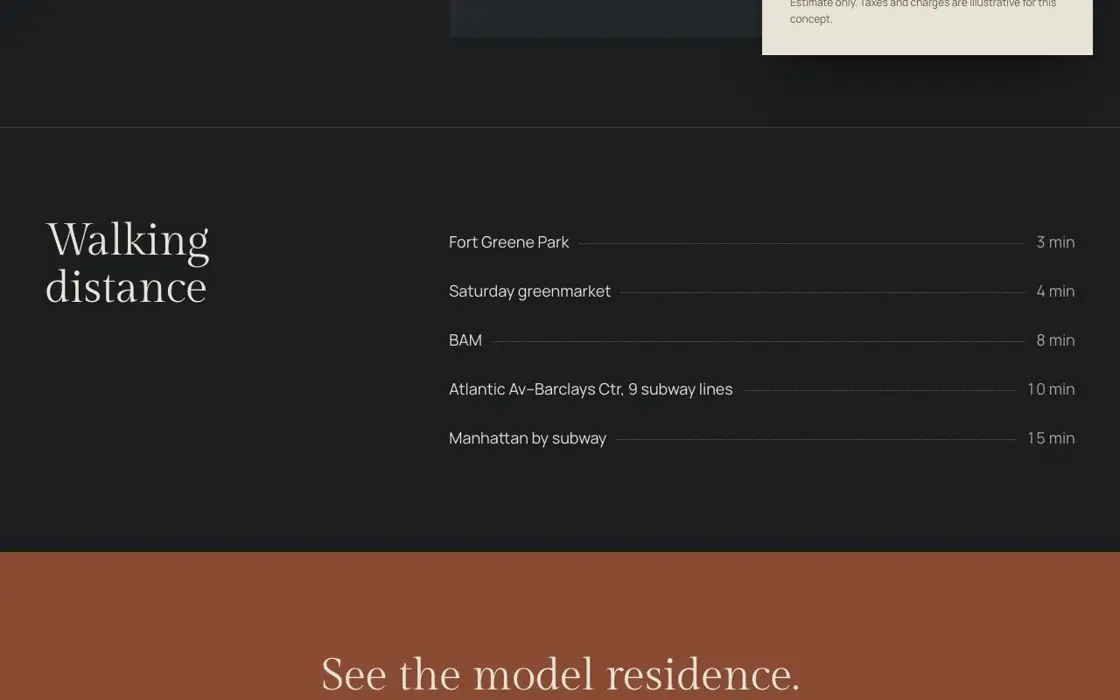 Estimate only. Taxes and charges are illustrative for this
concept.
Walking
distance
Fort Greene Park 3 min
Saturday greenmarket 4 min
BAM 8 min
Atlantic Av–Barclays Ctr, 9 subway lines 10 min
Manhattan by subway 15 min
See the model residence.